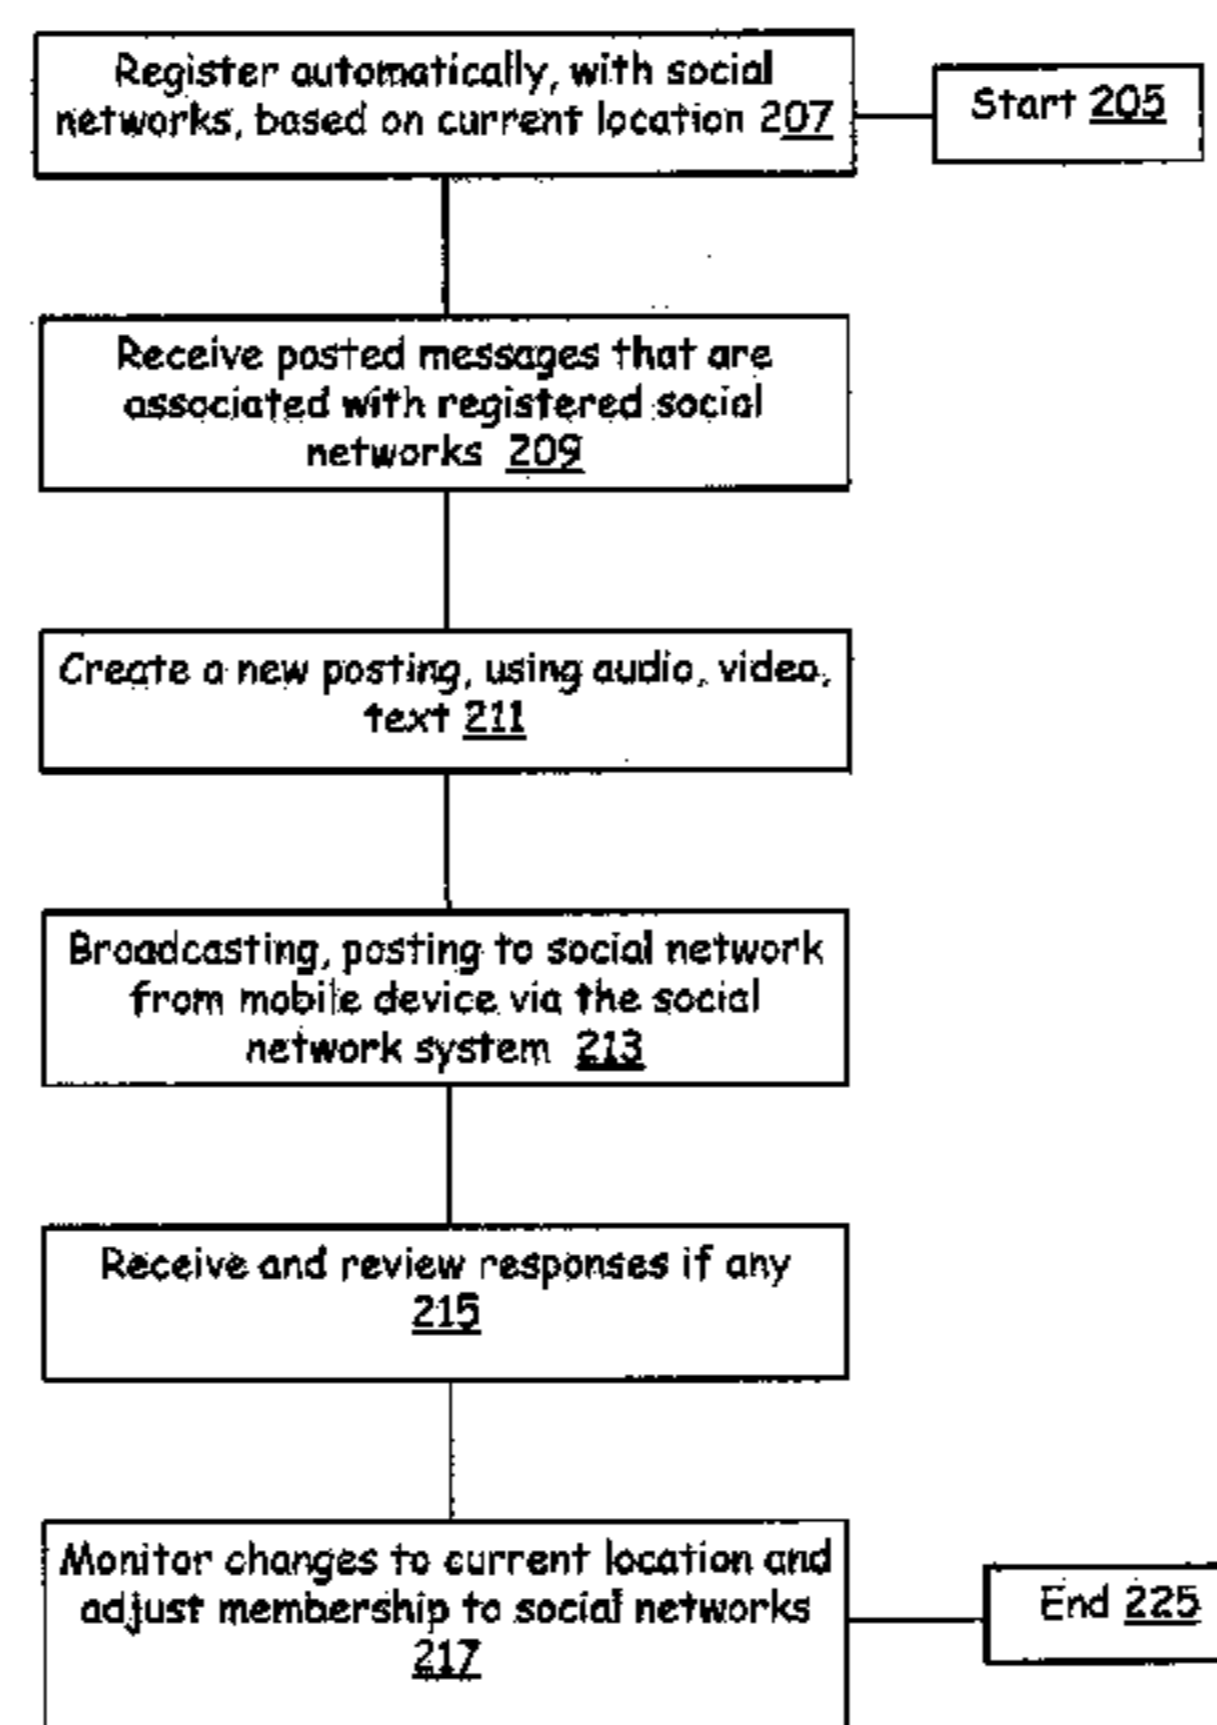 Register automatically, with social
networks, based on current location 207
Start 205
Receive posted messages that are
associated with registered social
networks 209
Create a new posting, using audio, video,
text 211
Broadcasting, posting to social network
from mobile device via the social
network system 213
Receive and review responses if any
215
Monitor changes to current location and
adjust membership to social networks
217
End 225